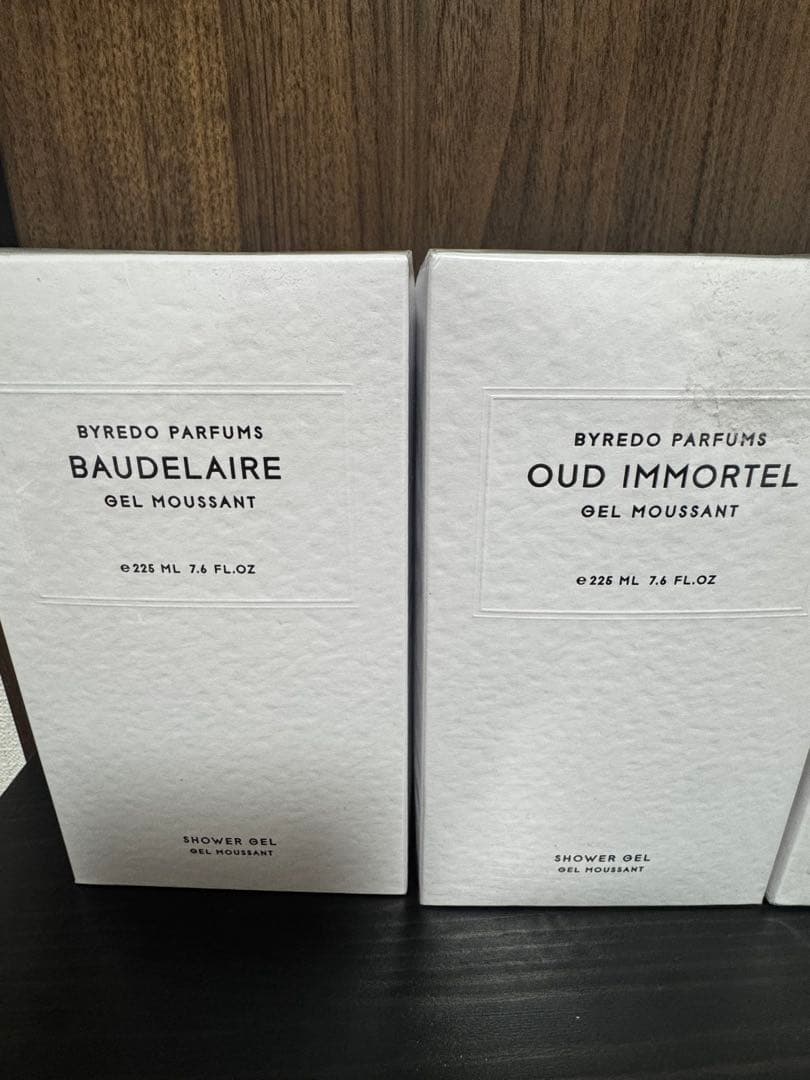 BYREDO PARFUMS
BAUDELAIRE
GEL MOUSSANT
e 225 ML 7.6 FL.OZ
SHOWER GEL
GEL MOUSSANT
BYREDO PARFUMS
OUD IMMORTEL
GEL MOUSSANT
e 225 ML 7.6 FL.OZ
SHOWER GEL
GEL MOUSSANT